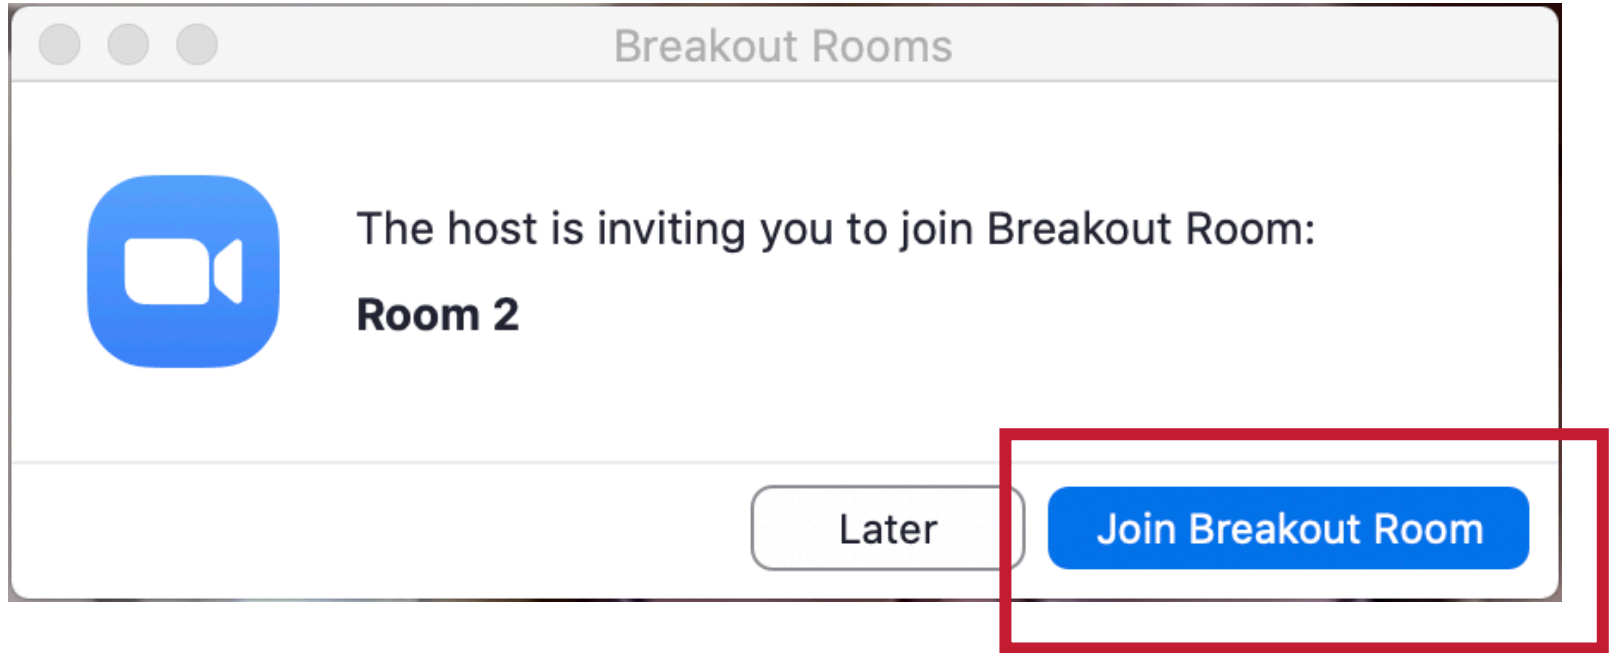 Breakout Rooms
The host is inviting you to join Breakout Room:
Room 2
Later
Join Breakout Room